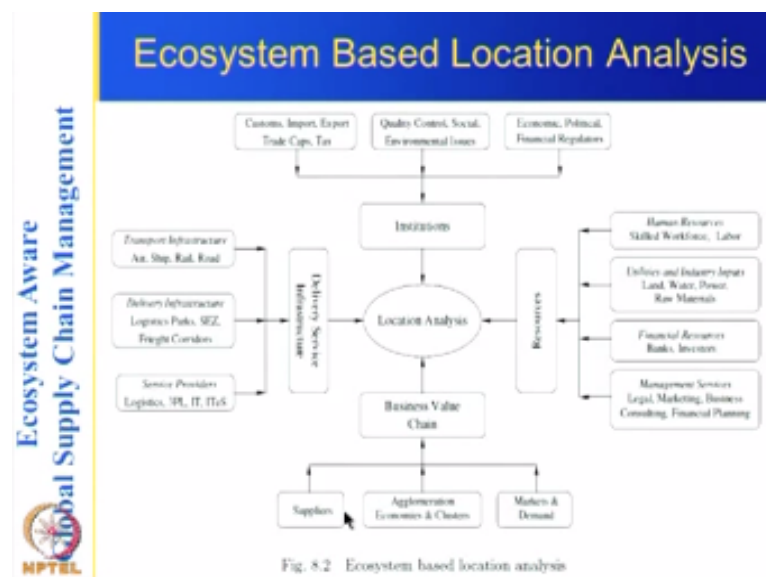 Ecosystem Based Location Analysis
Ecosystem Aware
Global Supply Chain Management
Customs, Import, Export
Trade Caps, Tax
Quality Control, Social,
Environmental Issues
Economic, Political,
Financial Regulators
Institutions
Transport Infrastructure
Air, Ship, Rail, Road
Delivery Infrastructure
Logistics Parks, SEZ,
Frieght Corridors
Service Providers
Logistics, 3PL, IT, ITeS
Delivery Service
Infrastructure
Location Analysis
Resources
Human Resources
Skilled Workforce, Labor
Utilities and Industry Inputs
Land, Water, Power,
Raw Materials
Financial Resources
Banks, Investors
Management Services
Legal, Marketing, Business
Consulting, Financial Planning
Business Value
Chain
Suppliers
Agglomeration
Economies & Clusters
Markets &
Demand
Fig. 8.2 Ecosystem based location analysis
NPTEL